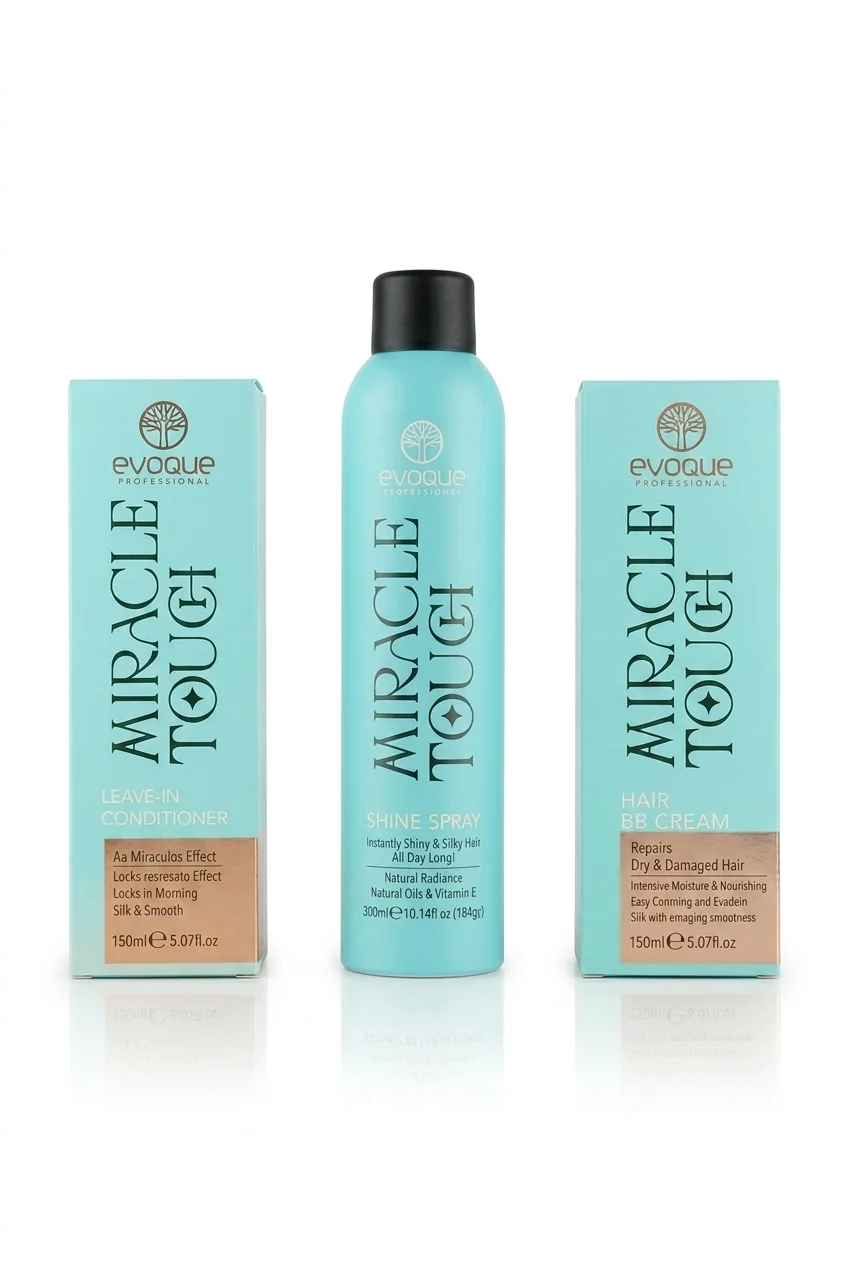 evoque
PROFESSIONAL
MIRACLE
TOUCH
LEAVE-IN
CONDITIONER
Aa Miraculos Effect
Locks resresato Effect
Locks in Morning
Silk & Smooth
150ml℮ 5.07fl.oz
evoque
PROFESSIONAL
MIRACLE
TOUCH
SHINE SPRAY
Instantly Shiny & Silky Hair
All Day Long!
Natural Radiance
Natural Oils & Vitamin E
300ml℮10.14fl oz (184gr)
evoque
PROFESSIONAL
MIRACLE
TOUCH
HAIR
BB CREAM
Repairs
Dry & Damaged Hair
Intensive Moisture & Nourishing
Easy Conming and Evadein
Siik with emaging smootness
150ml℮ 5.07fl.oz